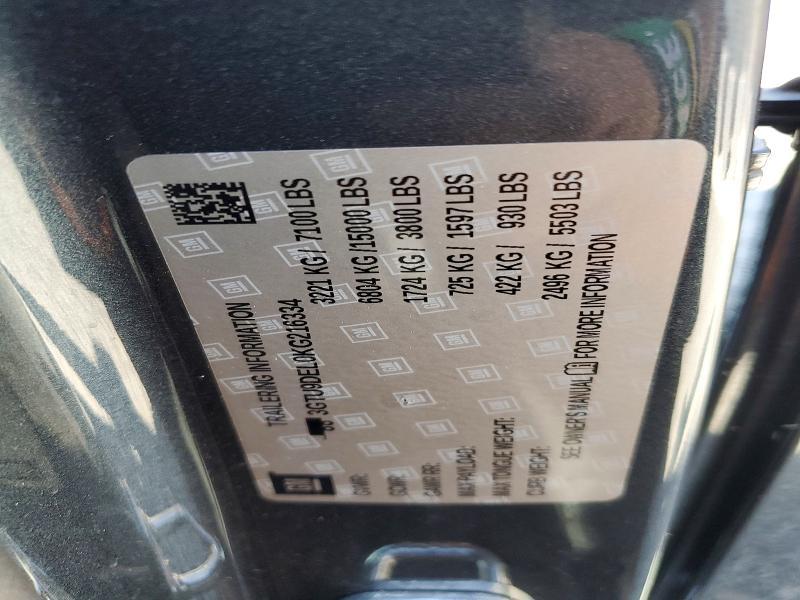 GM TRAILERING INFORMATION
3GTU9DEL0KG216334
GVWR: 3221 KG / 7100 LBS
GCWR: 6804 KG /15000 LBS
GAWR RR: 1724 KG / 3800 LBS
MAX PAYLOAD: 725 KG / 1597 LBS
MAX TONGUE WEIGHT: 422 KG / 930 LBS
CURB WEIGHT: 2496 KG / 5503 LBS
SEE OWNER'S MANUAL FOR MORE INFORMATION